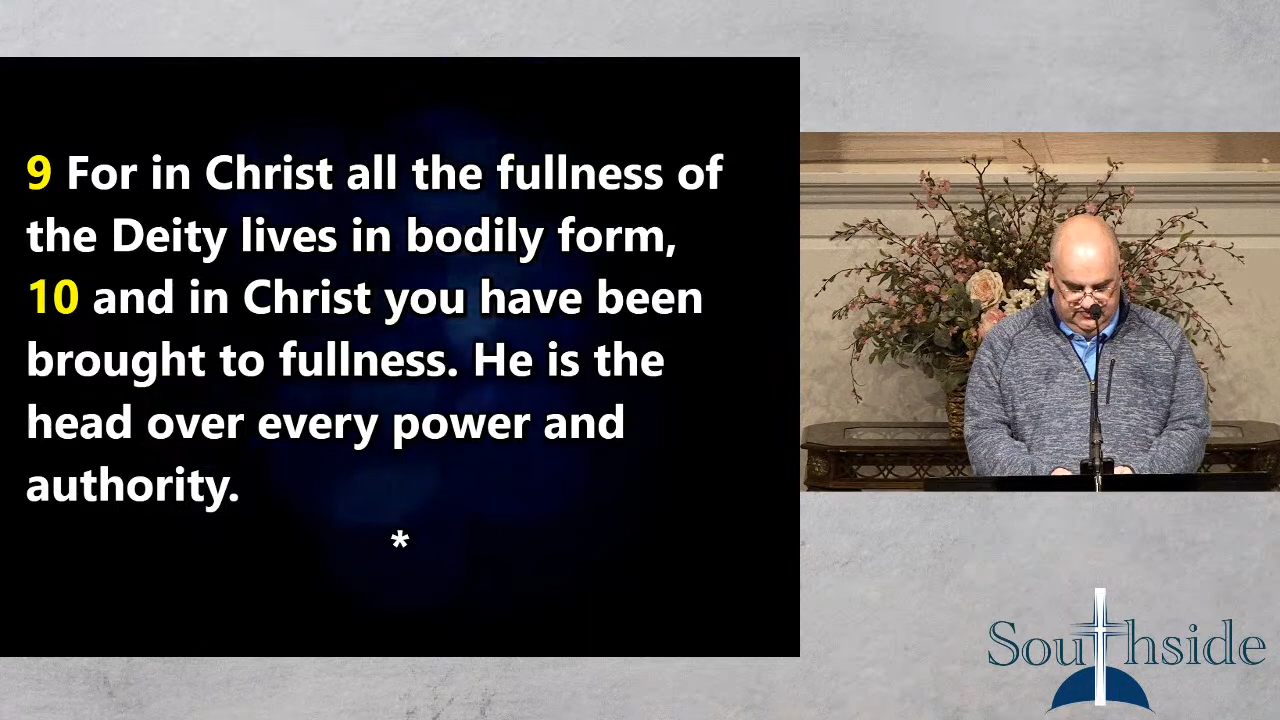 9 For in Christ all the fullness of
the Deity lives in bodily form,
10 and in Christ you have been
brought to fullness. He is the
head over every power and
authority.
*
Southside